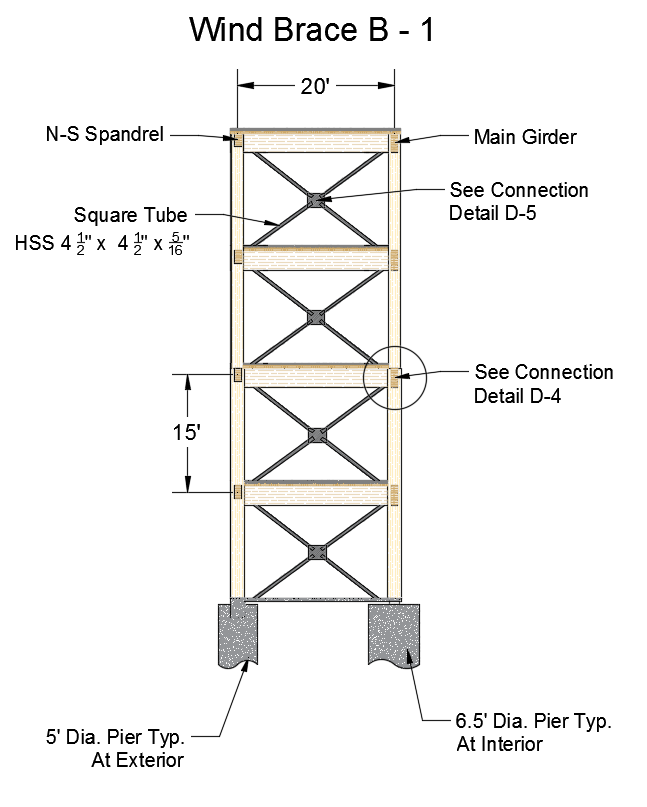 Wind Brace B - 1
20'
N-S Spandrel
Main Girder
See Connection
Detail D-5
Square Tube
HSS 4 1/2" x 4 1/2" x 5/16"
See Connection
Detail D-4
15'
5' Dia. Pier Typ.
At Exterior
6.5' Dia. Pier Typ.
At Interior